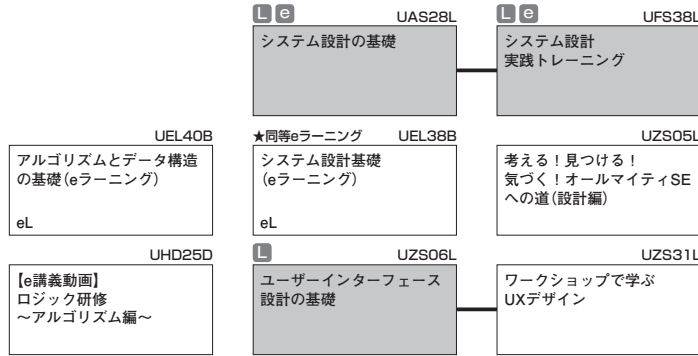 L e UAS28L
システム設計の基礎
L e UFS38L
システム設計
実践トレーニング
UEL40B
アルゴリズムとデータ構造
の基礎（eラーニング）
eL
★同等eラーニング UEL38B
システム設計基礎
（eラーニング）
eL
UZS05L
考える！見つける！
気づく！オールマイティSE
への道（設計編）
UHD25D
【e講義動画】
ロジック研修
～アルゴリズム編～
L UZS06L
ユーザーインターフェース
設計の基礎
UZS31L
ワークショップで学ぶ
UXデザイン